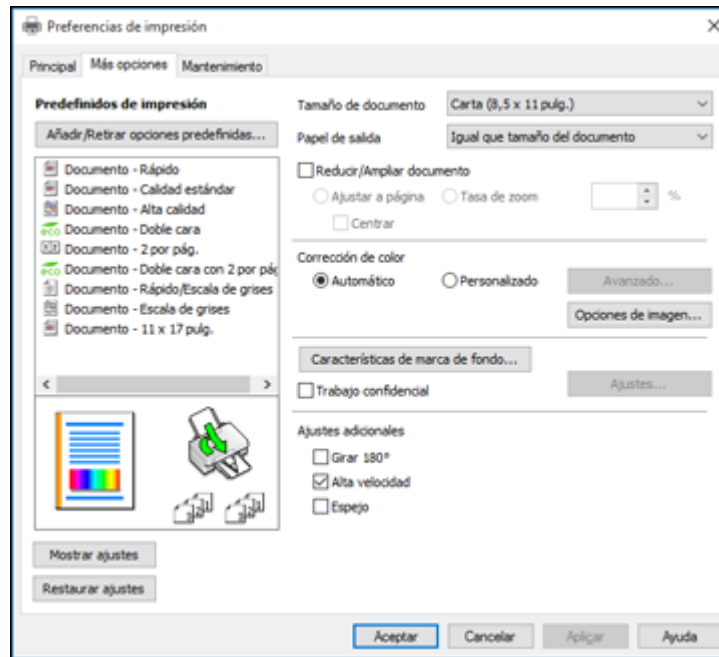 Preferencias de impresión
Principal
Más opciones
Mantenimiento
Predefinidos de impresión
Añadir/Retirar opciones predefinidas...
Documento - Rápido
Documento - Calidad estándar
Documento - Alta calidad
eco Documento - Doble cara
Documento - 2 por pág.
eco Documento - Doble cara con 2 por pág
Documento - Rápido/Escala de grises
Documento - Escala de grises
Documento - 11 x 17 pulg.
Mostrar ajustes
Restaurar ajustes
Tamaño de documento Carta (8,5 x 11 pulg.)
Papel de salida Igual que tamaño del documento
Reducir/Ampliar documento
Ajustar a página Tasa de zoom %
Centrar
Corrección de color
Automático Personalizado Avanzado...
Opciones de imagen...
Características de marca de fondo...
Trabajo confidencial Ajustes...
Ajustes adicionales
Girar 180°
Alta velocidad
Espejo
Aceptar Cancelar Aplicar Ayuda